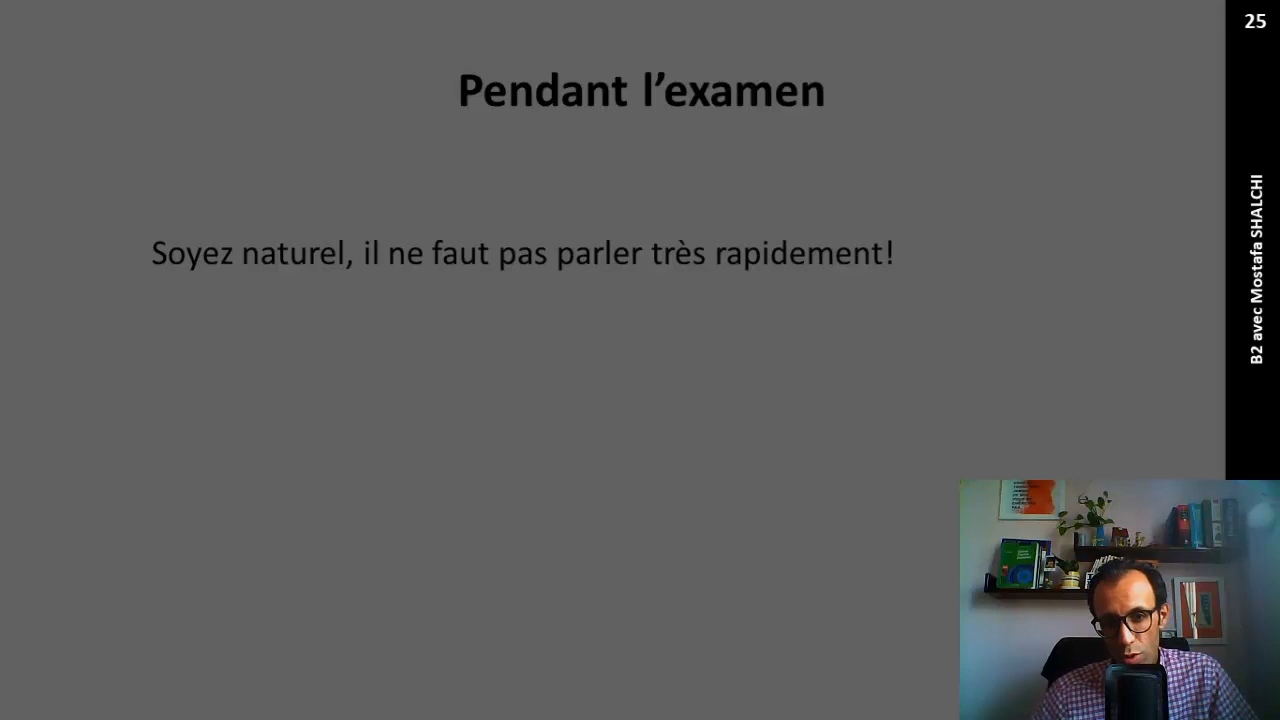 25
Pendant l’examen
Soyez naturel, il ne faut pas parler très rapidement!
B2 avec Mostafa SHALCHI